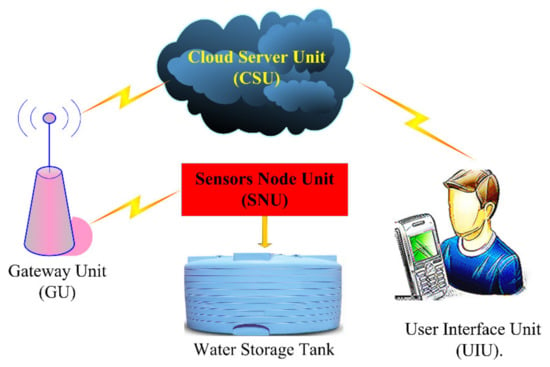 Cloud Server Unit
(CSU)
Sensors Node Unit
(SNU)
Gateway Unit
(GU)
Water Storage Tank
User Interface Unit
(UIU).